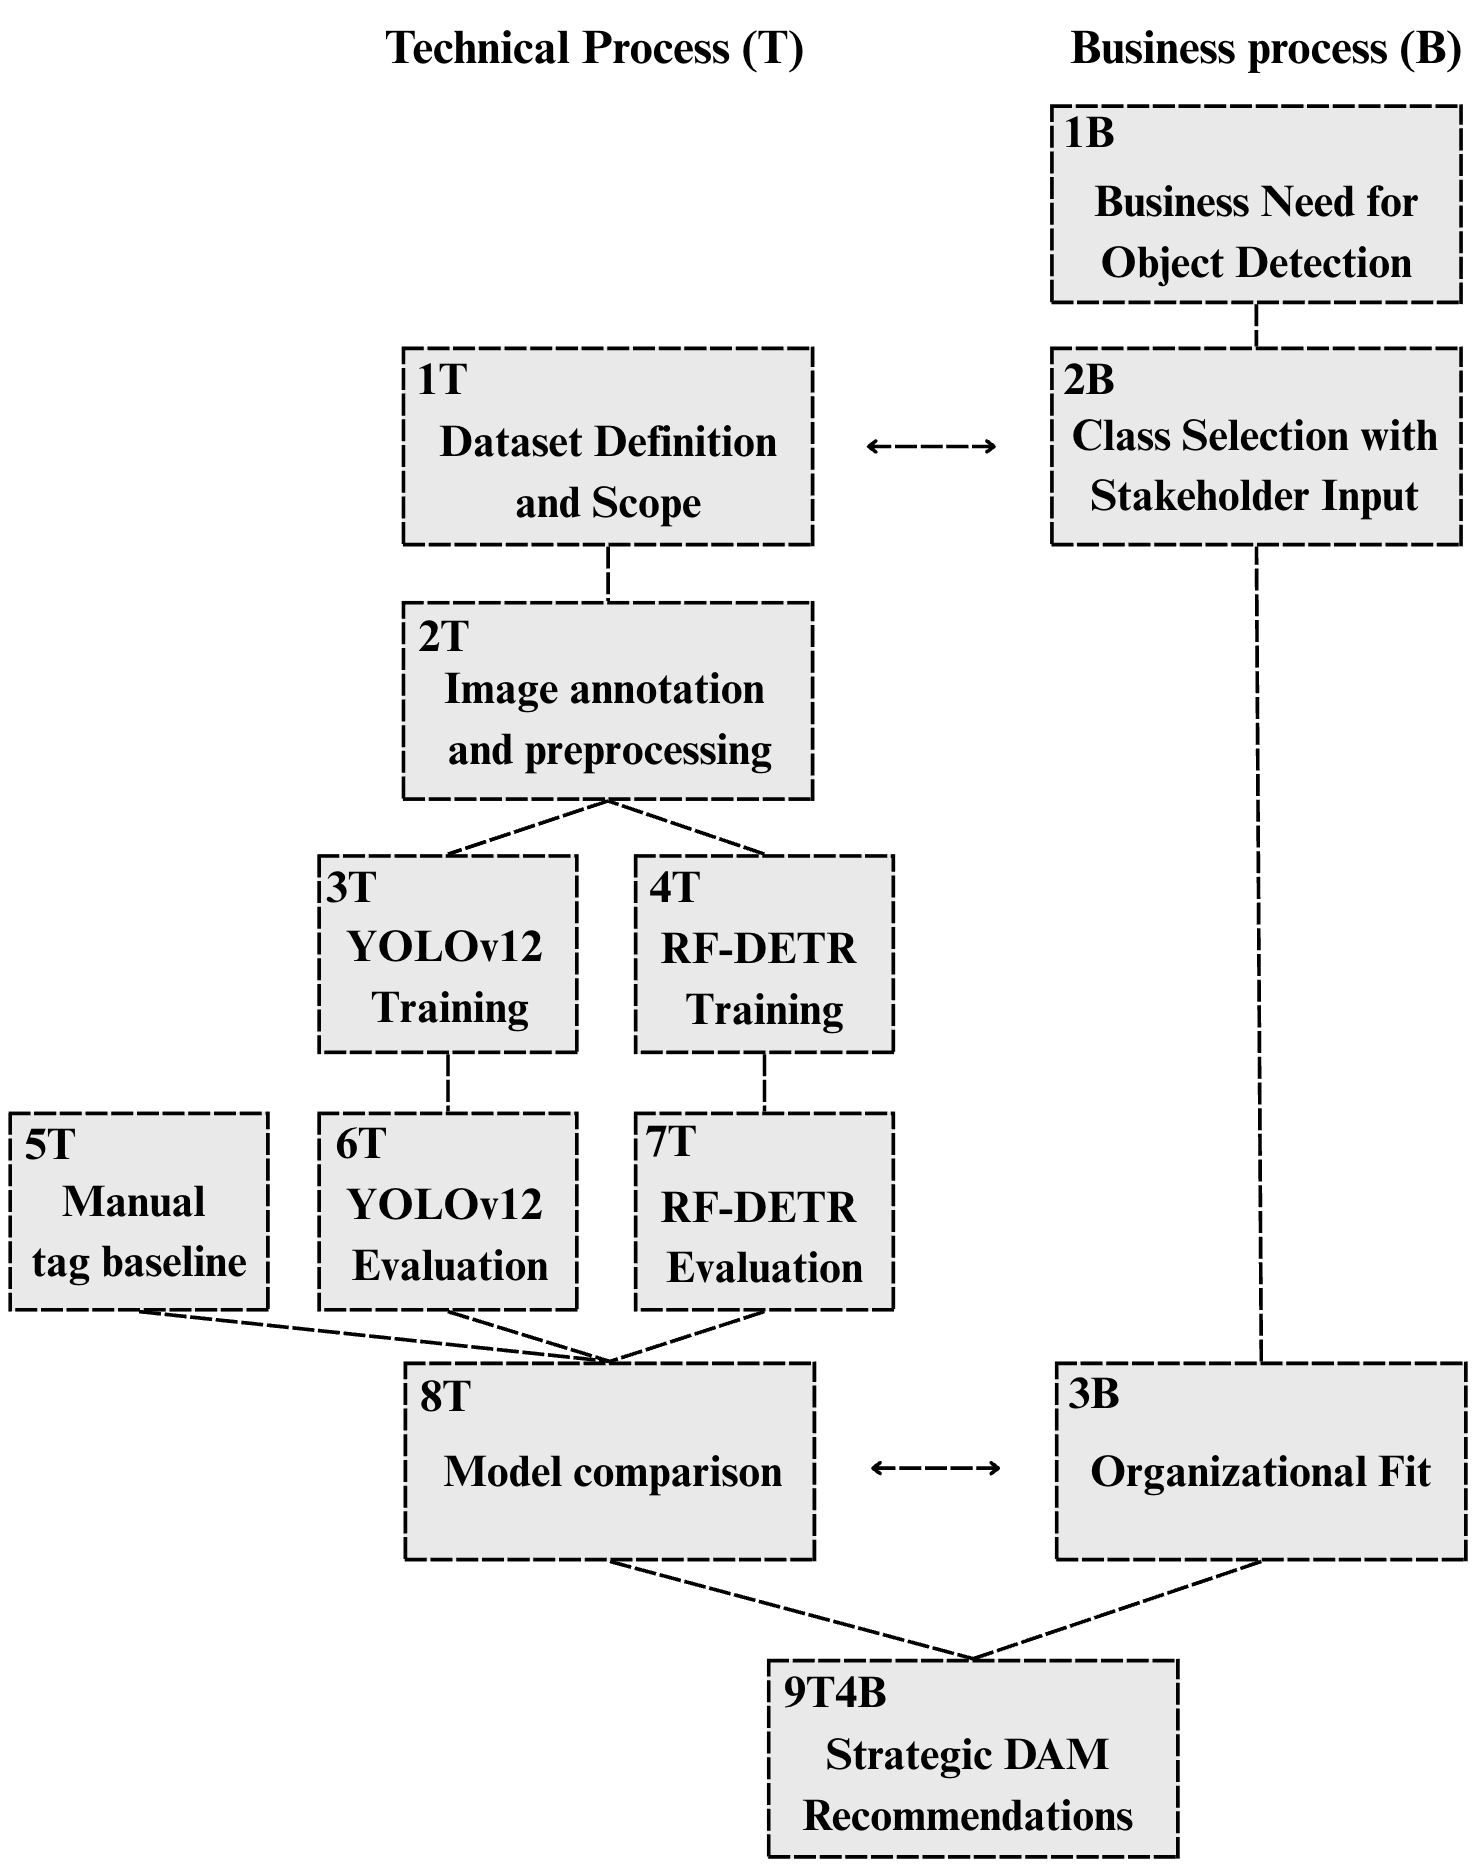 Technical Process (T)
Business process (B)
1B
Business Need for
Object Detection
1T
Dataset Definition
and Scope
2B
Class Selection with
Stakeholder Input
2T
Image annotation
and preprocessing
3T
YOLOv12
Training
4T
RF-DETR
Training
5T
Manual
tag baseline
6T
YOLOv12
Evaluation
7T
RF-DETR
Evaluation
8T
Model comparison
3B
Organizational Fit
9T4B
Strategic DAM
Recommendations